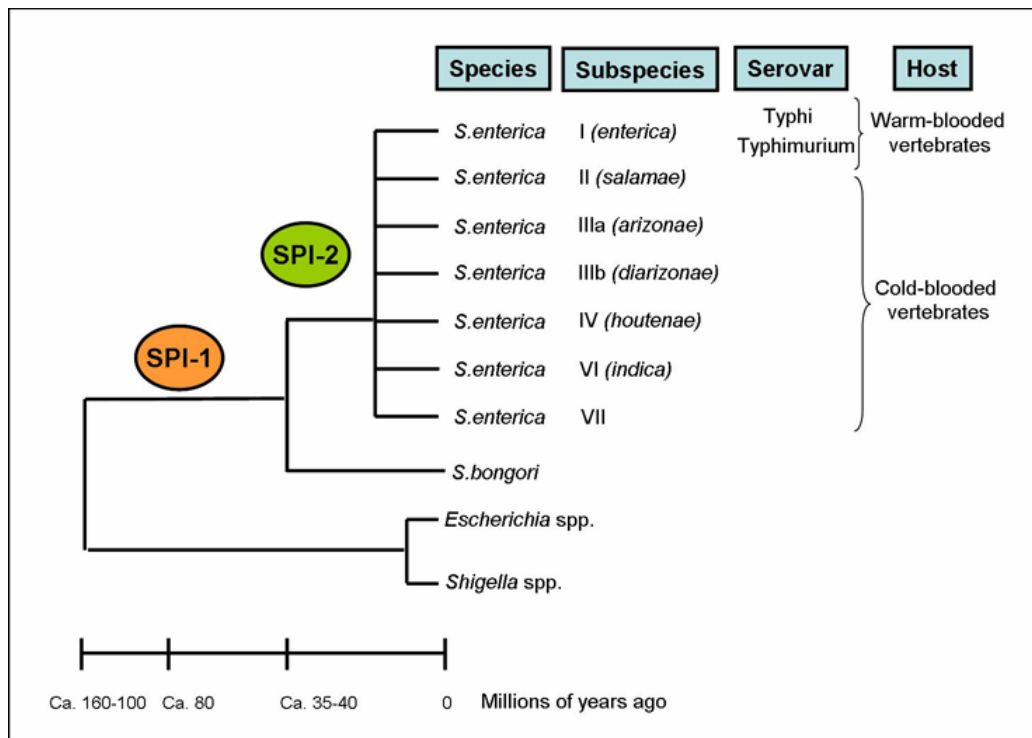 Species Subspecies Serovar Host
S.enterica I (enterica) Typhi
Typhimurium
Warm-blooded
vertebrates
S.enterica II (salamae)
S.enterica IIIa (arizonae)
S.enterica IIIb (diarizonae)
Cold-blooded
vertebrates
S.enterica IV (houtenae)
S.enterica VI (indica)
S.enterica VII
SPI-2
SPI-1
S.bongori
Escherichia spp.
Shigella spp.
Ca. 160-100 Ca. 80 Ca. 35-40 0 Millions of years ago